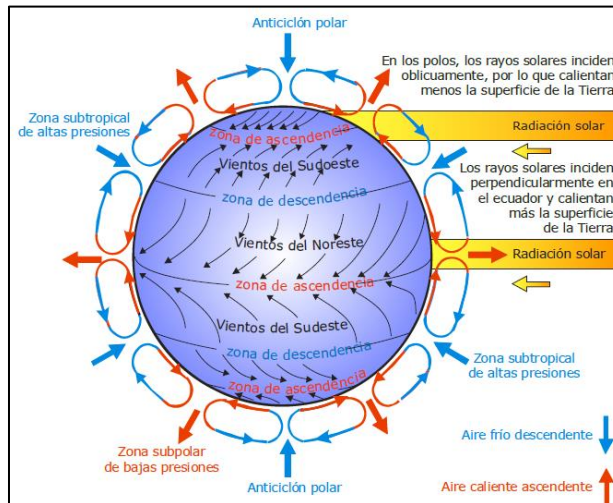 Anticiclón polar
En los polos, los rayos solares inciden
oblicuamente, por lo que calientan
menos la superficie de la Tierra
Zona subtropical
de altas presiones
zona de ascendencia
Radiación solar
Vientos del Sudoeste
Los rayos solares inciden
perpendicularmente en
el ecuador y calientan
más la superficie
de la Tierra
zona de descendencia
Vientos del Noreste
Radiación solar
zona de ascendencia
Vientos del Sudeste
zona de descendencia
Zona subtropical
de altas presiones
zona de ascendencia
Zona subpolar
de bajas presiones
Anticiclón polar
Aire frío descendente
Aire caliente ascendente